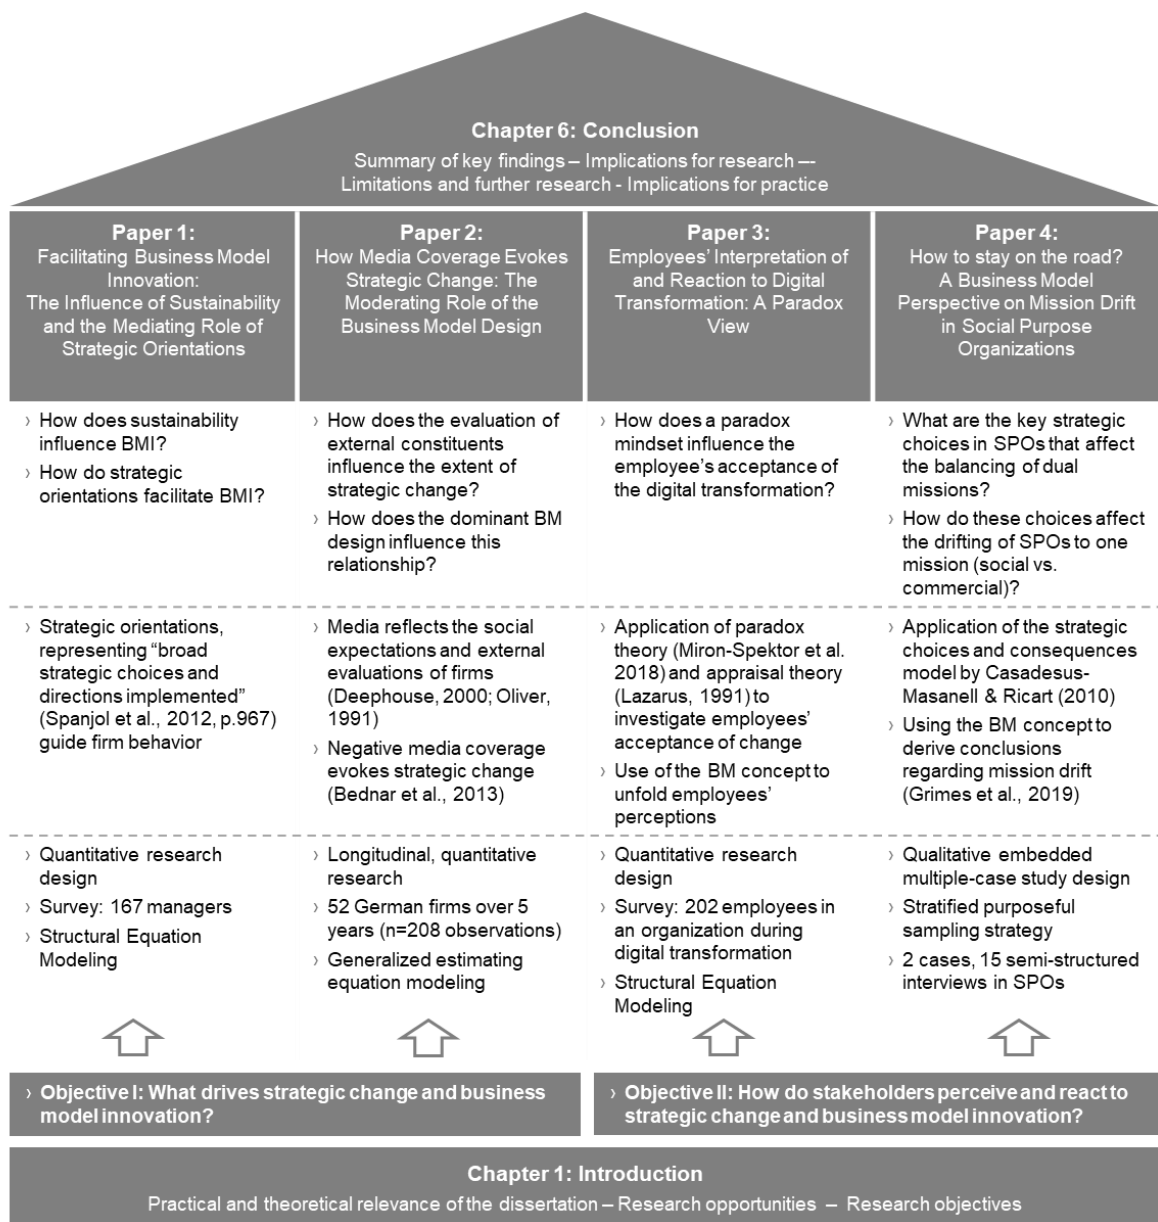 Chapter 6: Conclusion
Summary of key findings – Implications for research –-
Limitations and further research - Implications for practice
Paper 1:
Facilitating Business Model
Innovation:
The Influence of Sustainability
and the Mediating Role of
Strategic Orientations
Paper 2:
How Media Coverage Evokes
Strategic Change: The
Moderating Role of the
Business Model Design
Paper 3:
Employees’ Interpretation of
and Reaction to Digital
Transformation: A Paradox
View
Paper 4:
How to stay on the road?
A Business Model
Perspective on Mission Drift
in Social Purpose
Organizations
› How does sustainability
influence BMI?
› How do strategic
orientations facilitate BMI?
› How does the evaluation of
external constituents
influence the extent of
strategic change?
› How does the dominant BM
design influence this
relationship?
› How does a paradox
mindset influence the
employee’s acceptance of
the digital transformation?
› What are the key strategic
choices in SPOs that affect
the balancing of dual
missions?
› How do these choices affect
the drifting of SPOs to one
mission (social vs.
commercial)?
› Strategic orientations,
representing “broad
strategic choices and
directions implemented”
(Spanjol et al., 2012, p.967)
guide firm behavior
› Media reflects the social
expectations and external
evaluations of firms
(Deephouse, 2000; Oliver,
1991)
› Negative media coverage
evokes strategic change
(Bednar et al., 2013)
› Application of paradox
theory (Miron-Spektor et al.
2018) and appraisal theory
(Lazarus, 1991) to
investigate employees’
acceptance of change
› Use of the BM concept to
unfold employees’
perceptions
› Application of the strategic
choices and consequences
model by Casadesus-
Masanell & Ricart (2010)
› Using the BM concept to
derive conclusions
regarding mission drift
(Grimes et al., 2019)
› Quantitative research
design
› Survey: 167 managers
› Structural Equation
Modeling
› Longitudinal, quantitative
research
› 52 German firms over 5
years (n=208 observations)
› Generalized estimating
equation modeling
› Quantitative research
design
› Survey: 202 employees in
an organization during
digital transformation
› Structural Equation
Modeling
› Qualitative embedded
multiple-case study design
› Stratified purposeful
sampling strategy
› 2 cases, 15 semi-structured
interviews in SPOs
› Objective I: What drives strategic change and business
model innovation?
› Objective II: How do stakeholders perceive and react to
strategic change and business model innovation?
Chapter 1: Introduction
Practical and theoretical relevance of the dissertation – Research opportunities – Research objectives